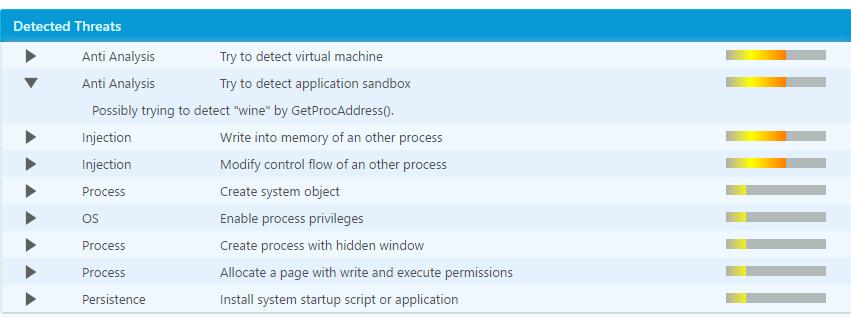 Detected Threats
Anti Analysis Try to detect virtual machine
Anti Analysis Try to detect application sandbox
Possibly trying to detect "wine" by GetProcAddress().
Injection Write into memory of an other process
Injection Modify control flow of an other process
Process Create system object
OS Enable process privileges
Process Create process with hidden window
Process Allocate a page with write and execute permissions
Persistence Install system startup script or application